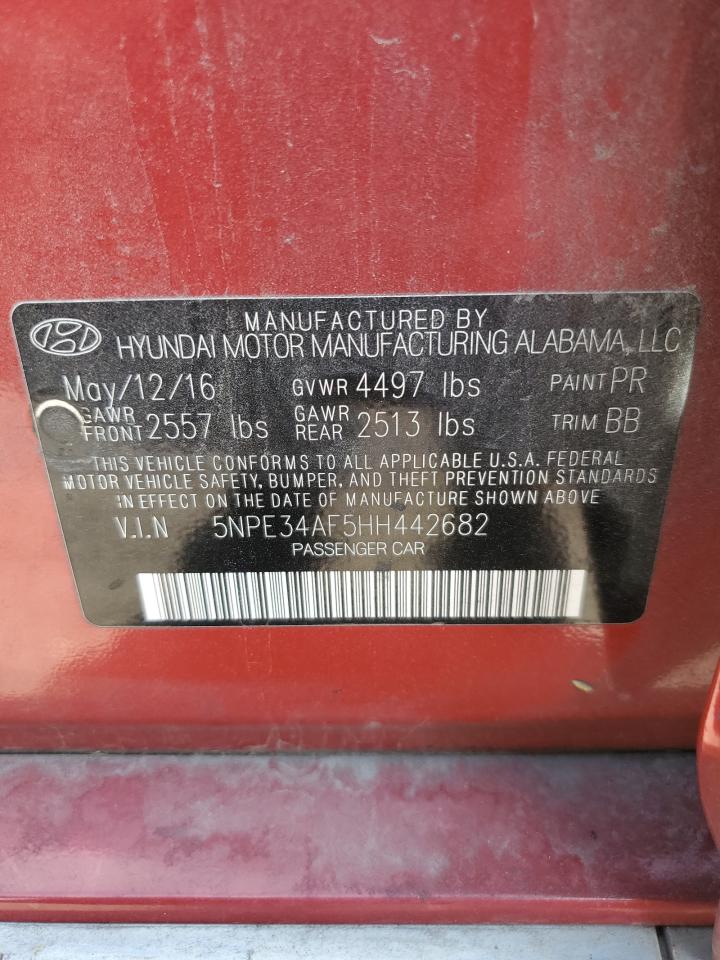 MANUFACTURED BY
HYUNDAI MOTOR MANUFACTURING ALABAMA, LLC
May/12/16 GVWR 4497 lbs PAINT PR
GAWR FRONT 2557 lbs GAWR REAR 2513 lbs TRIM BB
THIS VEHICLE CONFORMS TO ALL APPLICABLE U.S.A. FEDERAL
MOTOR VEHICLE SAFETY, BUMPER, AND THEFT PREVENTION STANDARDS
IN EFFECT ON THE DATE OF MANUFACTURE SHOWN ABOVE
V.I.N 5NPE34AF5HH442682
PASSENGER CAR